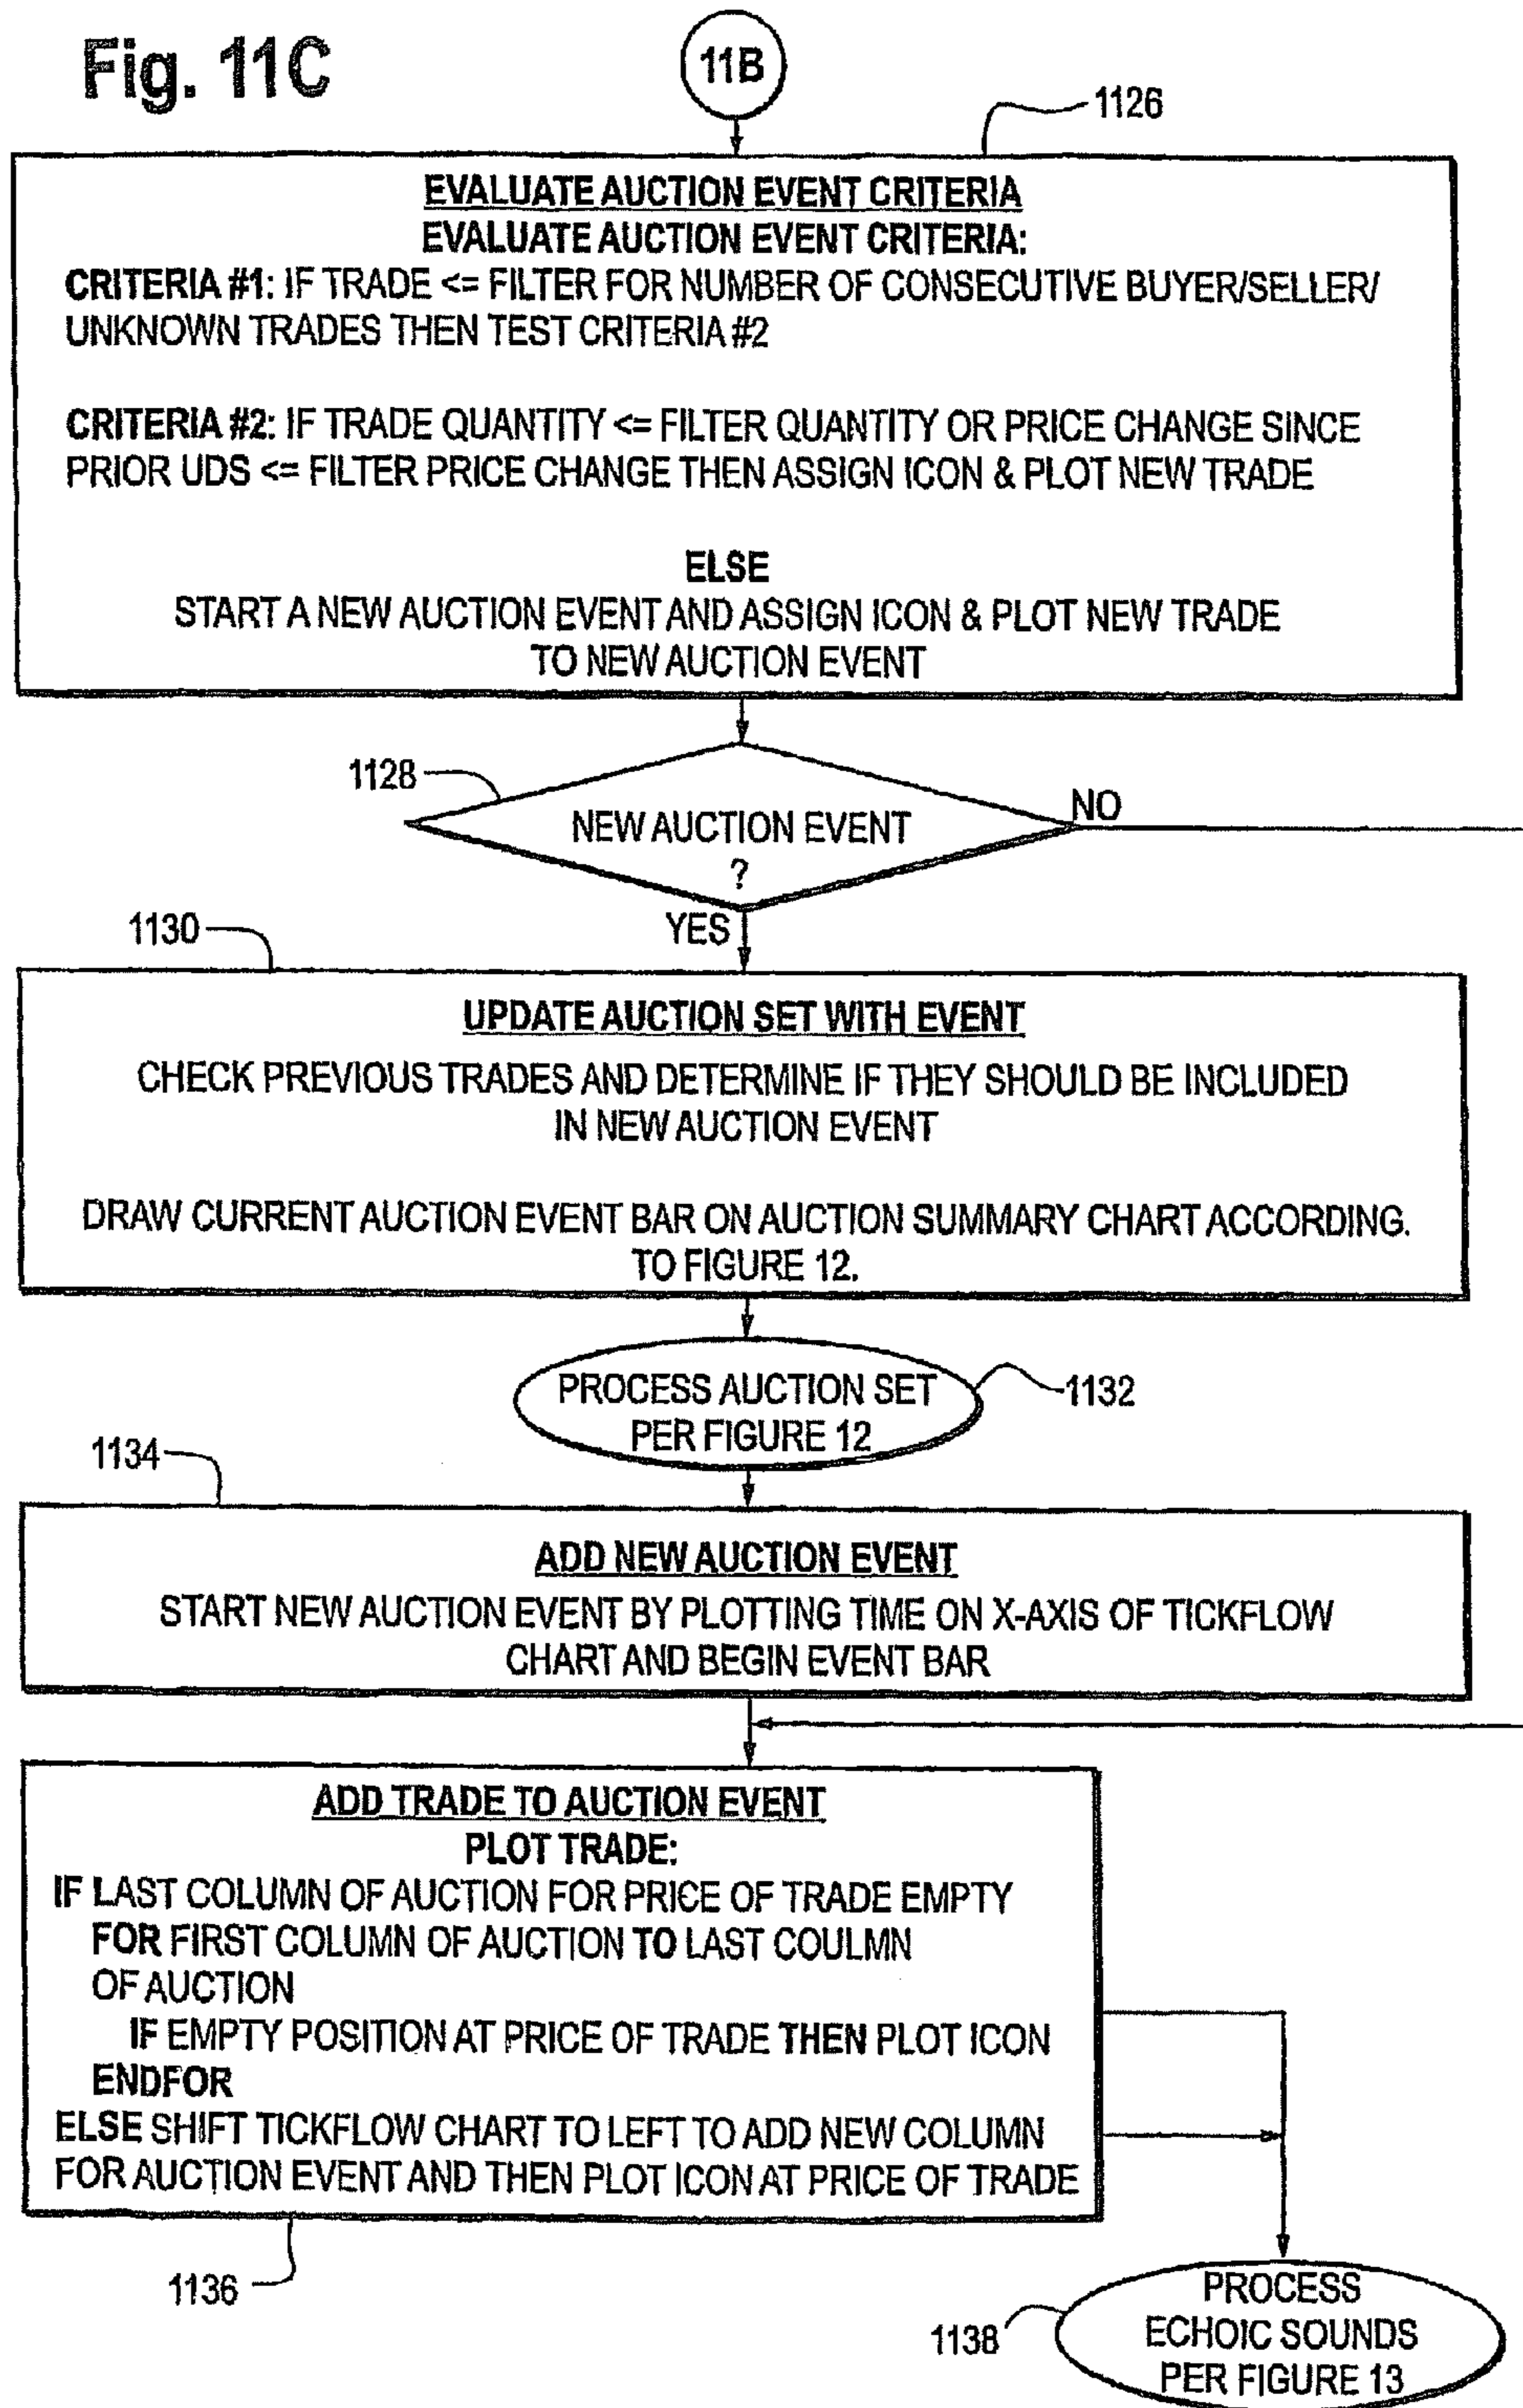 Fig. 11C
11B
1126
EVALUATE AUCTION EVENT CRITERIA
EVALUATE AUCTION EVENT CRITERIA:
CRITERIA #1: IF TRADE <= FILTER FOR NUMBER OF CONSECUTIVE BUYER/SELLER/
UNKNOWN TRADES THEN TEST CRITERIA #2
CRITERIA #2: IF TRADE QUANTITY <= FILTER QUANTITY OR PRICE CHANGE SINCE
PRIOR UDS <= FILTER PRICE CHANGE THEN ASSIGN ICON & PLOT NEW TRADE
ELSE
START A NEW AUCTION EVENT AND ASSIGN ICON & PLOT NEW TRADE
TO NEW AUCTION EVENT
1128
NEW AUCTION EVENT
?
NO
YES
1130
UPDATE AUCTION SET WITH EVENT
CHECK PREVIOUS TRADES AND DETERMINE IF THEY SHOULD BE INCLUDED
IN NEW AUCTION EVENT
DRAW CURRENT AUCTION EVENT BAR ON AUCTION SUMMARY CHART ACCORDING.
TO FIGURE 12.
PROCESS AUCTION SET
PER FIGURE 12
1132
1134
ADD NEW AUCTION EVENT
START NEW AUCTION EVENT BY PLOTTING TIME ON X-AXIS OF TICKFLOW
CHART AND BEGIN EVENT BAR
ADD TRADE TO AUCTION EVENT
PLOT TRADE:
IF LAST COLUMN OF AUCTION FOR PRICE OF TRADE EMPTY
FOR FIRST COLUMN OF AUCTION TO LAST COULMN
OF AUCTION
IF EMPTY POSITION AT PRICE OF TRADE THEN PLOT ICON
ENDFOR
ELSE SHIFT TICKFLOW CHART TO LEFT TO ADD NEW COLUMN
FOR AUCTION EVENT AND THEN PLOT ICON AT PRICE OF TRADE
1136
1138
PROCESS
ECHOIC SOUNDS
PER FIGURE 13